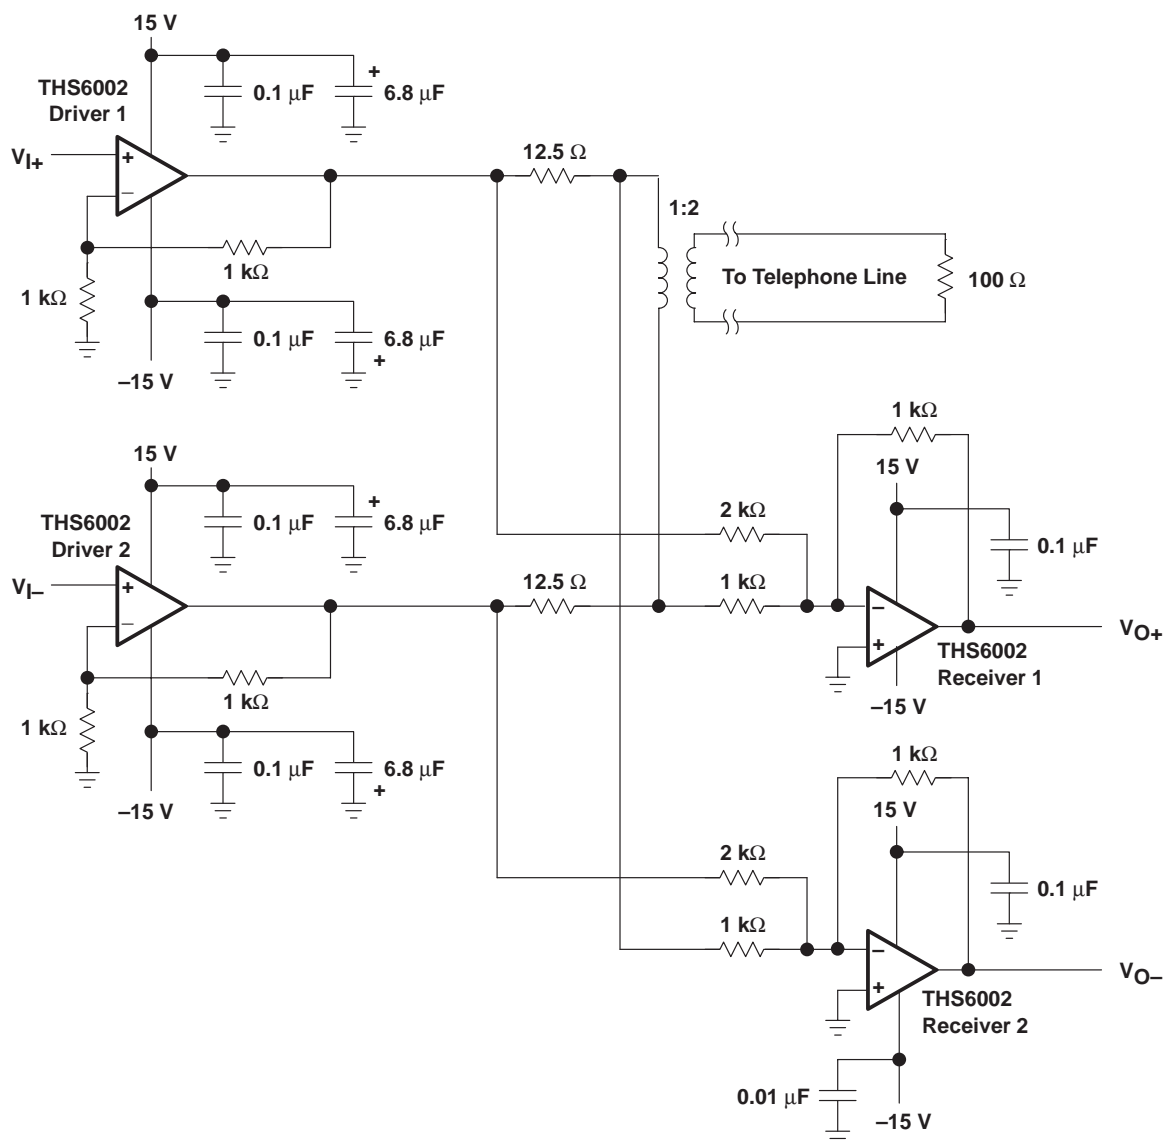 15 V
THS6002
Driver 1
0.1 μF
+
6.8 μF
VI+
+
−
12.5 Ω
1:2
1 kΩ
1 kΩ
To Telephone Line
100 Ω
0.1 μF
6.8 μF
+
–15 V
1 kΩ
15 V
15 V
THS6002
Driver 2
0.1 μF
+
6.8 μF
2 kΩ
0.1 μF
VI–
+
−
12.5 Ω
1 kΩ
−
+
VO+
THS6002
Receiver 1
1 kΩ
1 kΩ
–15 V
0.1 μF
6.8 μF
+
–15 V
1 kΩ
15 V
2 kΩ
0.1 μF
1 kΩ
−
+
VO–
THS6002
Receiver 2
0.01 μF
–15 V